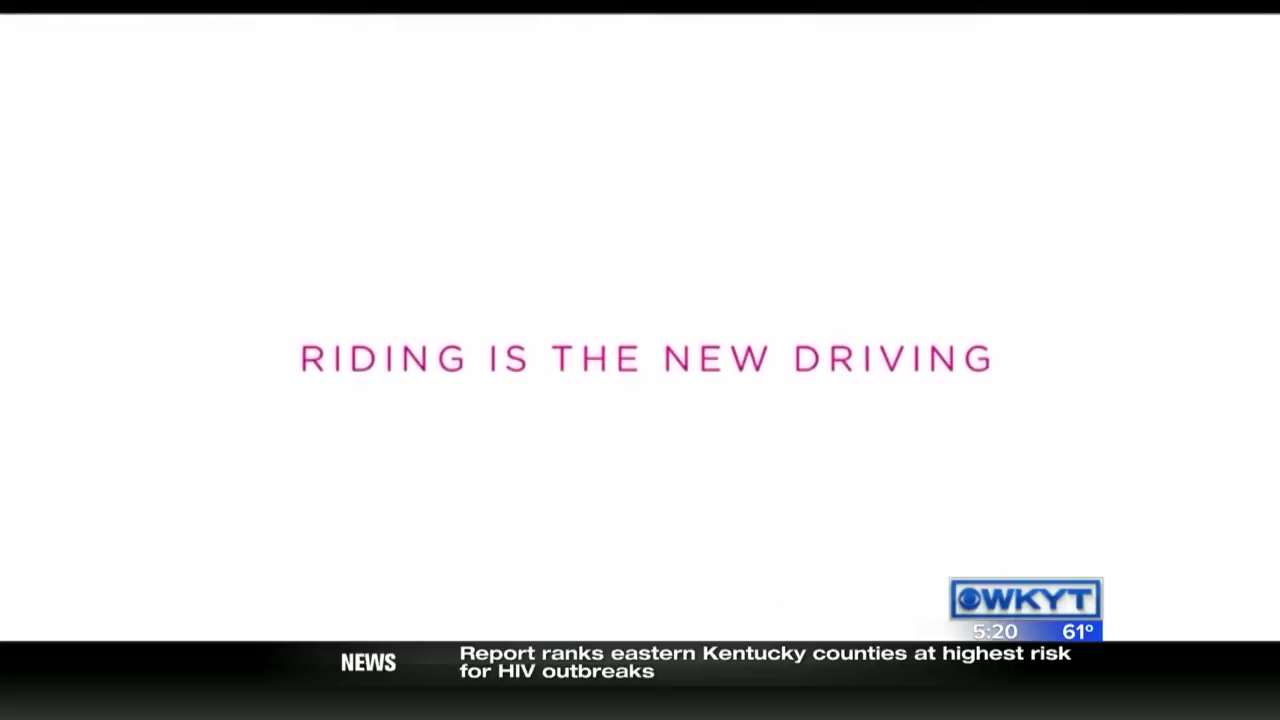 RIDING IS THE NEW DRIVING
WKYT
5:20 61°
NEWS
Report ranks eastern Kentucky counties at highest risk
for HIV outbreaks